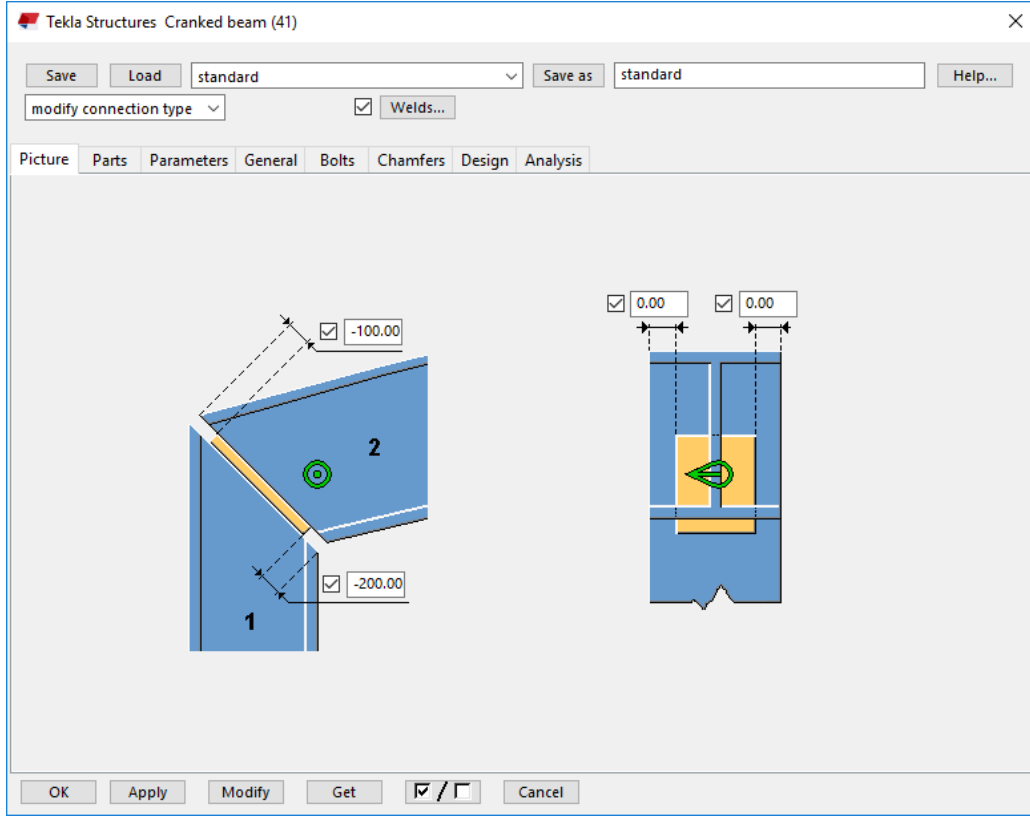 Tekla Structures Cranked beam (41)
Save Load standard Save as standard Help...
modify connection type Welds...
Picture Parts Parameters General Bolts Chamfers Design Analysis
0.00 0.00
-100.00
2
-200.00
1
OK Apply Modify Get / Cancel